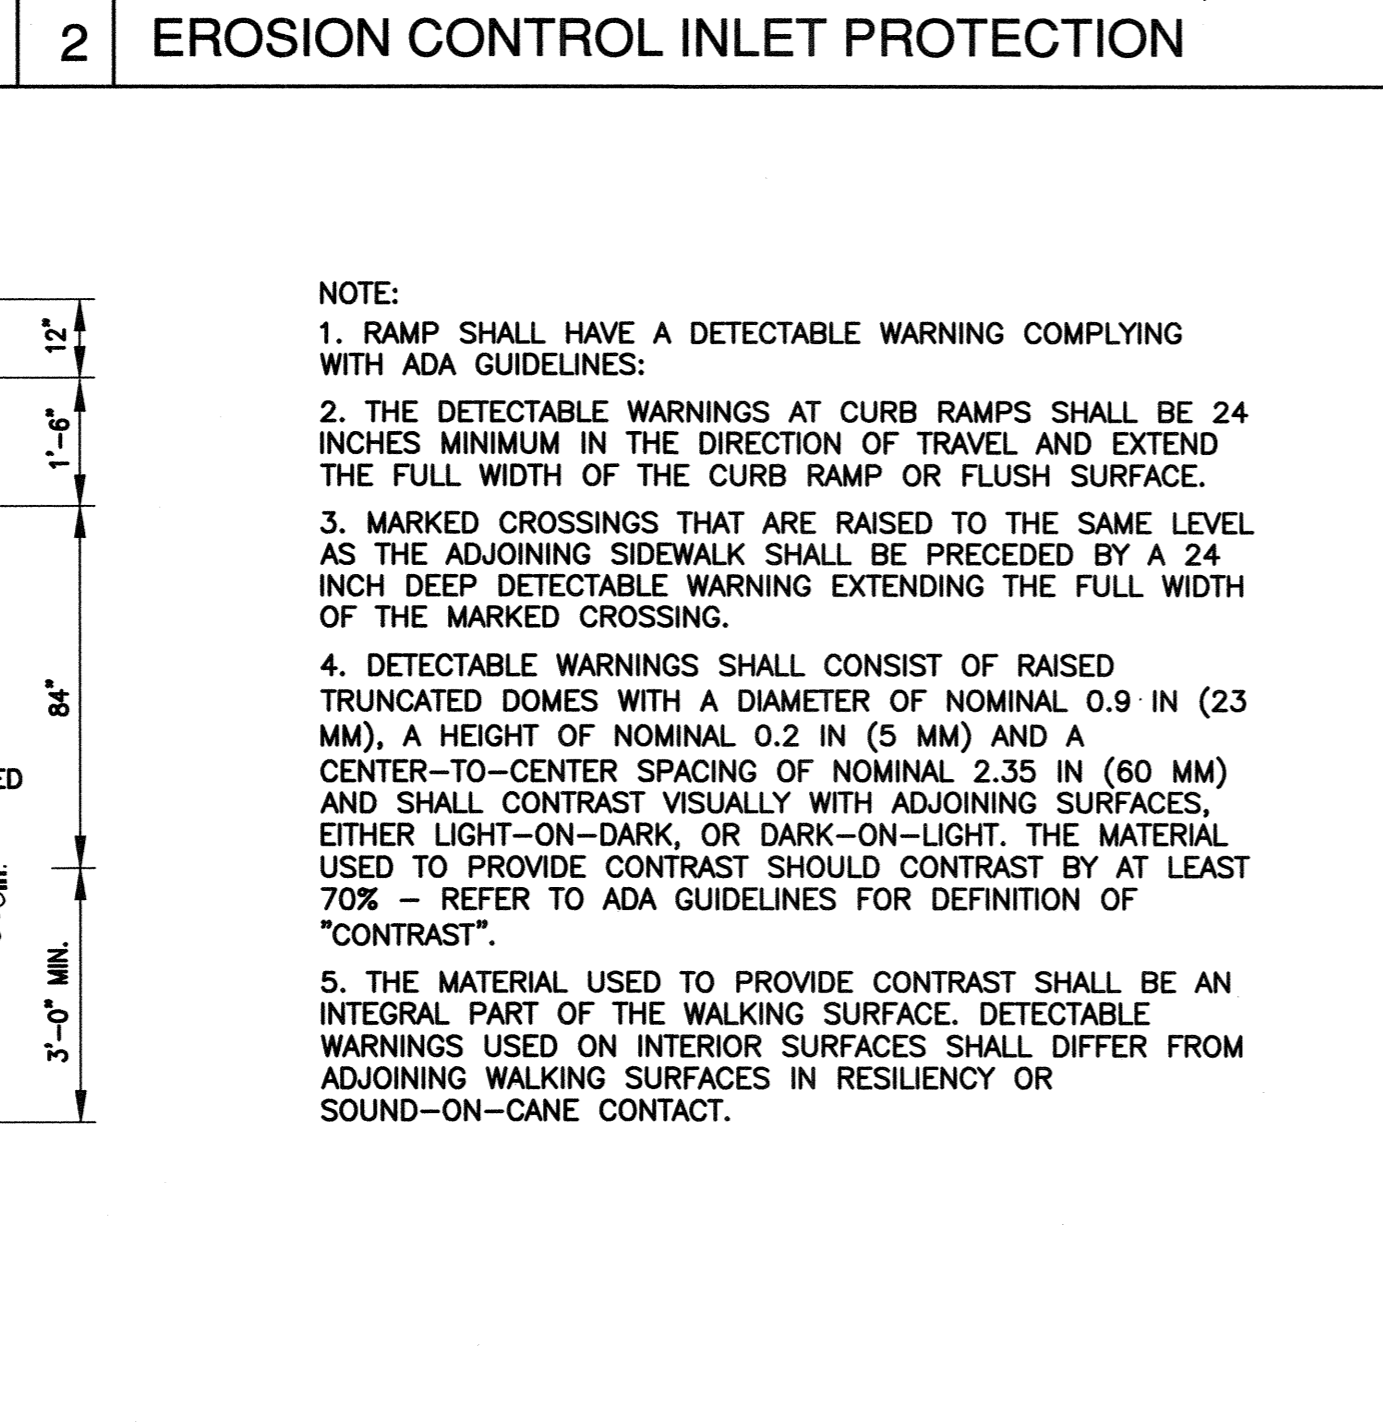 2 EROSION CONTROL INLET PROTECTION
12"
1'-6"
84"
ED
3'-0" MIN.
NOTE:
1. RAMP SHALL HAVE A DETECTABLE WARNING COMPLYING
WITH ADA GUIDELINES:
2. THE DETECTABLE WARNINGS AT CURB RAMPS SHALL BE 24
INCHES MINIMUM IN THE DIRECTION OF TRAVEL AND EXTEND
THE FULL WIDTH OF THE CURB RAMP OR FLUSH SURFACE.
3. MARKED CROSSINGS THAT ARE RAISED TO THE SAME LEVEL
AS THE ADJOINING SIDEWALK SHALL BE PRECEDED BY A 24
INCH DEEP DETECTABLE WARNING EXTENDING THE FULL WIDTH
OF THE MARKED CROSSING.
4. DETECTABLE WARNINGS SHALL CONSIST OF RAISED
TRUNCATED DOMES WITH A DIAMETER OF NOMINAL 0.9 IN (23
MM), A HEIGHT OF NOMINAL 0.2 IN (5 MM) AND A
CENTER-TO-CENTER SPACING OF NOMINAL 2.35 IN (60 MM)
AND SHALL CONTRAST VISUALLY WITH ADJOINING SURFACES,
EITHER LIGHT-ON-DARK, OR DARK-ON-LIGHT. THE MATERIAL
USED TO PROVIDE CONTRAST SHOULD CONTRAST BY AT LEAST
70% - REFER TO ADA GUIDELINES FOR DEFINITION OF
"CONTRAST".
5. THE MATERIAL USED TO PROVIDE CONTRAST SHALL BE AN
INTEGRAL PART OF THE WALKING SURFACE. DETECTABLE
WARNINGS USED ON INTERIOR SURFACES SHALL DIFFER FROM
ADJOINING WALKING SURFACES IN RESILIENCY OR
SOUND-ON-CANE CONTACT.